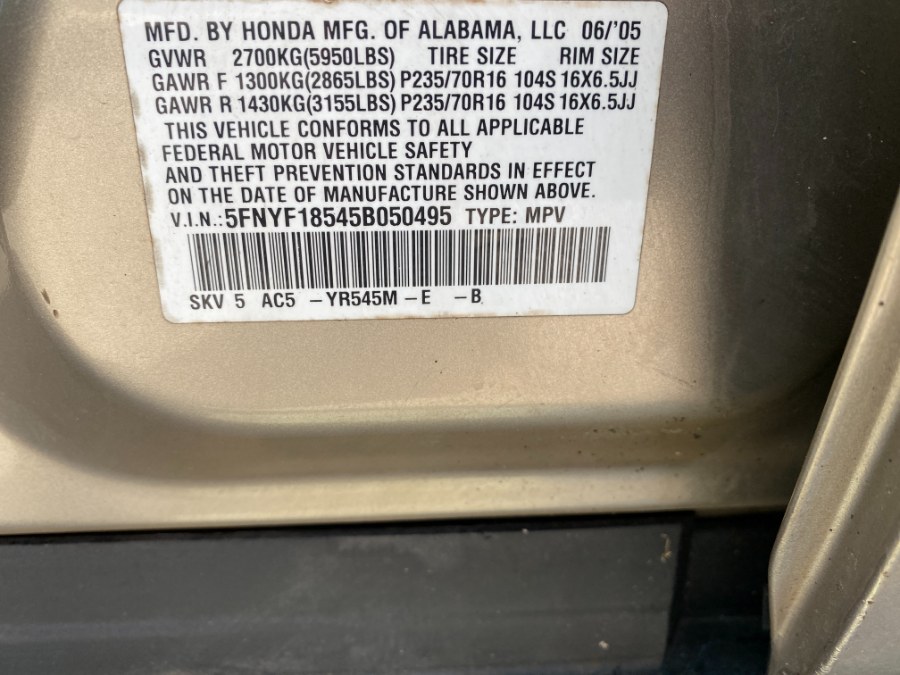 MFD. BY HONDA MFG. OF ALABAMA, LLC 06/'05
GVWR 2700KG(5950LBS) TIRE SIZE RIM SIZE
GAWR F 1300KG(2865LBS) P235/70R16 104S 16X6.5JJ
GAWR R 1430KG(3155LBS) P235/70R16 104S 16X6.5JJ
THIS VEHICLE CONFORMS TO ALL APPLICABLE
FEDERAL MOTOR VEHICLE SAFETY
AND THEFT PREVENTION STANDARDS IN EFFECT
ON THE DATE OF MANUFACTURE SHOWN ABOVE.
V.I.N.:5FNYF18545B050495 TYPE: MPV
SKV 5 AC5 -YR545M-E -B